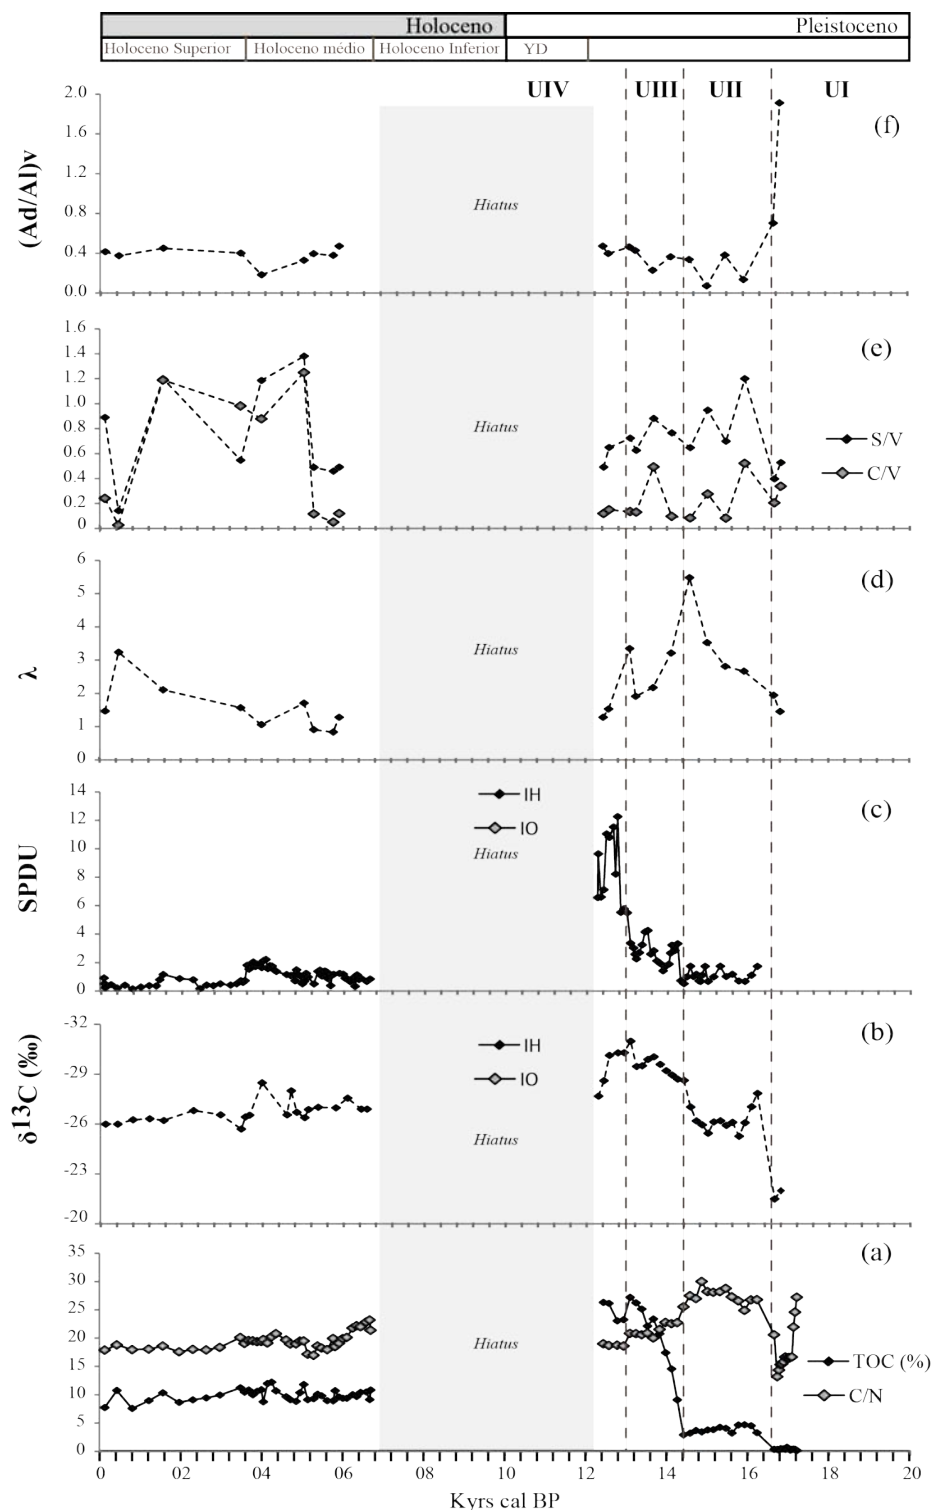 Holoceno Pleistoceno
Holoceno Superior Holoceno médio Holoceno Inferior YD
UIV UIII UII UI
(Ad/Al)v
2.0
1.6
1.2
0.8
0.4
0.0
(f)
Hiatus
1.6
1.4
1.2
1.0
0.8
0.6
0.4
0.2
0
(e)
Hiatus
S/V
C/V
λ
6
5
4
3
2
1
0
(d)
Hiatus
SPDU
14
12
10
8
6
4
2
0
(c)
IH
IO
Hiatus
δ13C (‰)
-32
-29
-26
-23
-20
(b)
IH
IO
Hiatus
35
30
25
20
15
10
5
0
(a)
Hiatus
TOC (%)
C/N
0 02 04 06 08 10 12 14 16 18 20
Kyrs cal BP